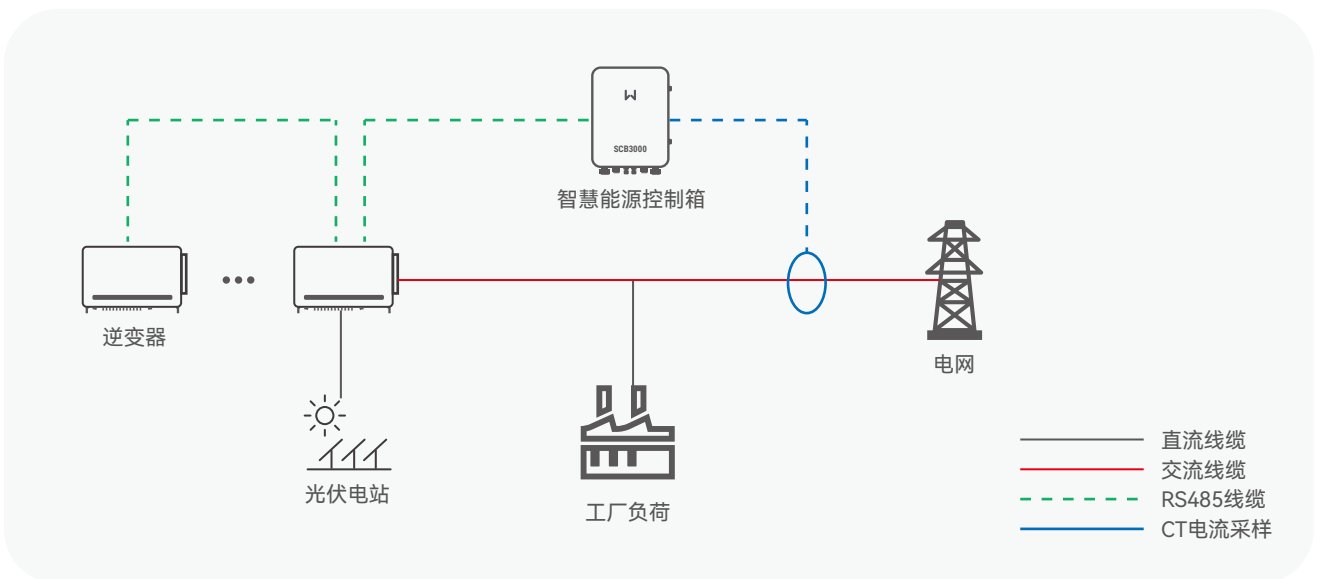 SCB3000
智慧能源控制箱
逆变器
电网
光伏电站
工厂负荷
直流线缆
交流线缆
RS485线缆
CT电流采样